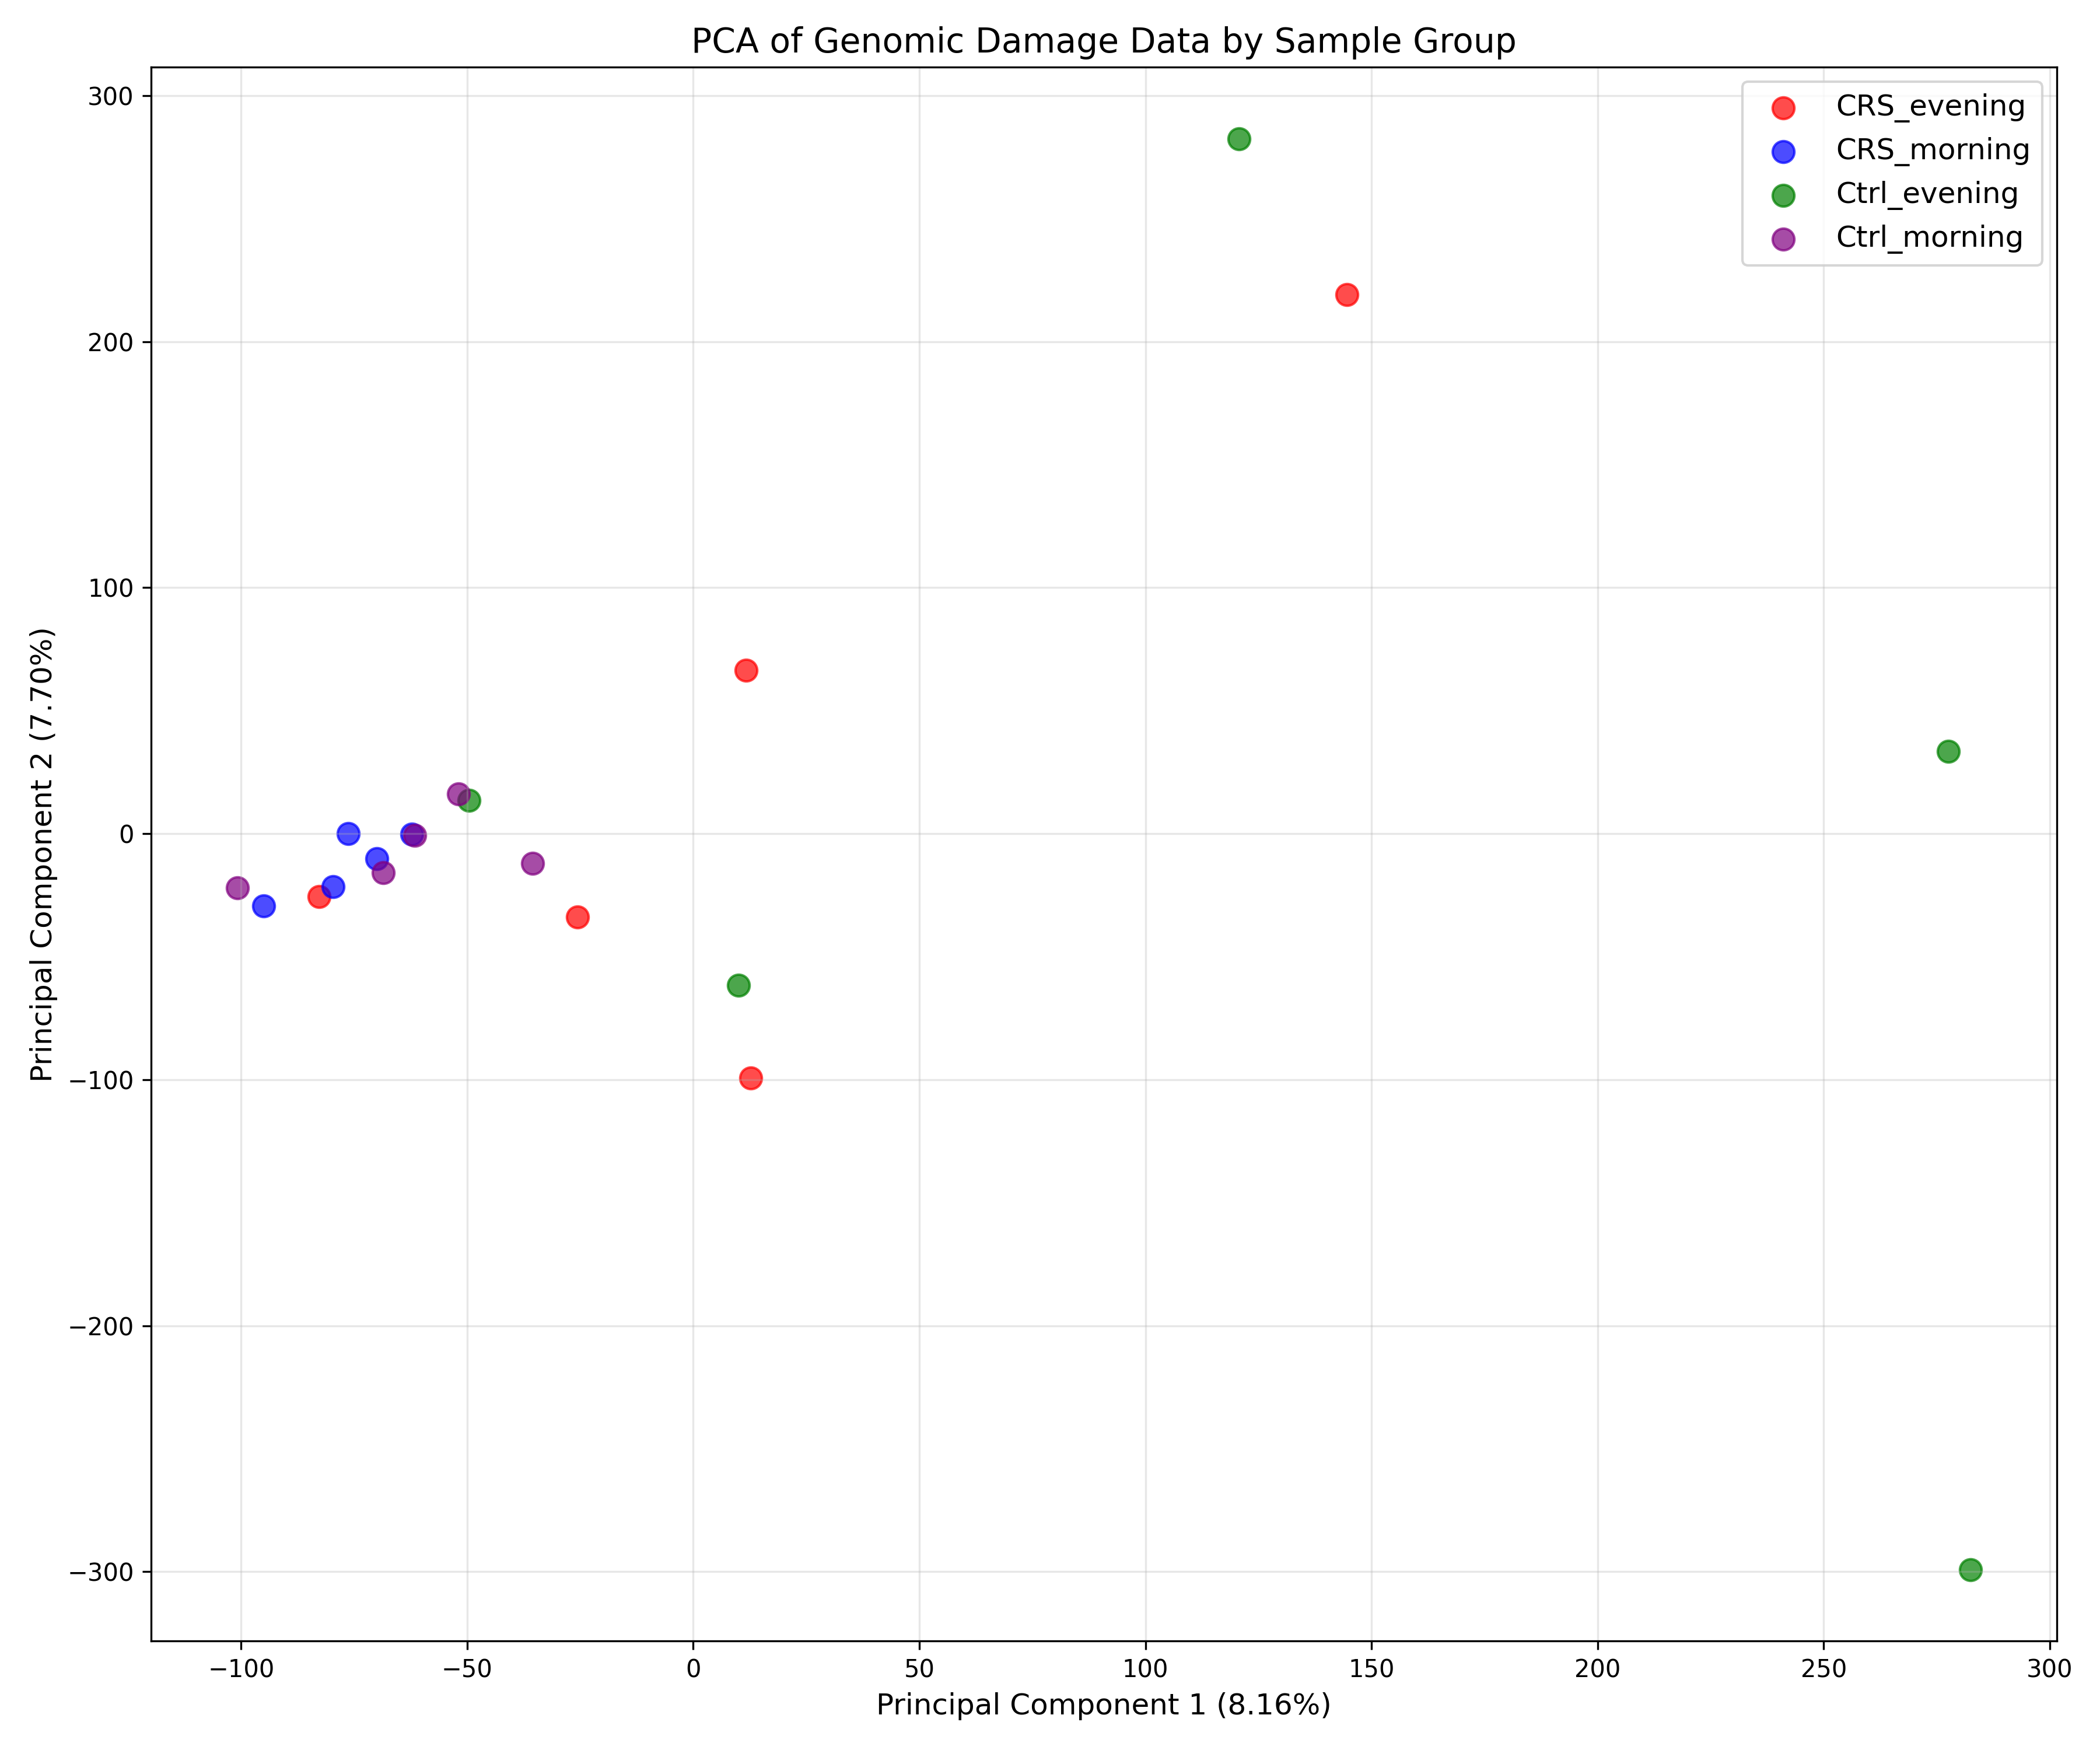 PCA of Genomic Damage Data by Sample Group
CRS_evening
CRS_morning
Ctrl_evening
Ctrl_morning
300
200
100
0
−100
−200
−300
Principal Component 2 (7.70%)
−100
−50
0
50
100
150
200
250
300
Principal Component 1 (8.16%)